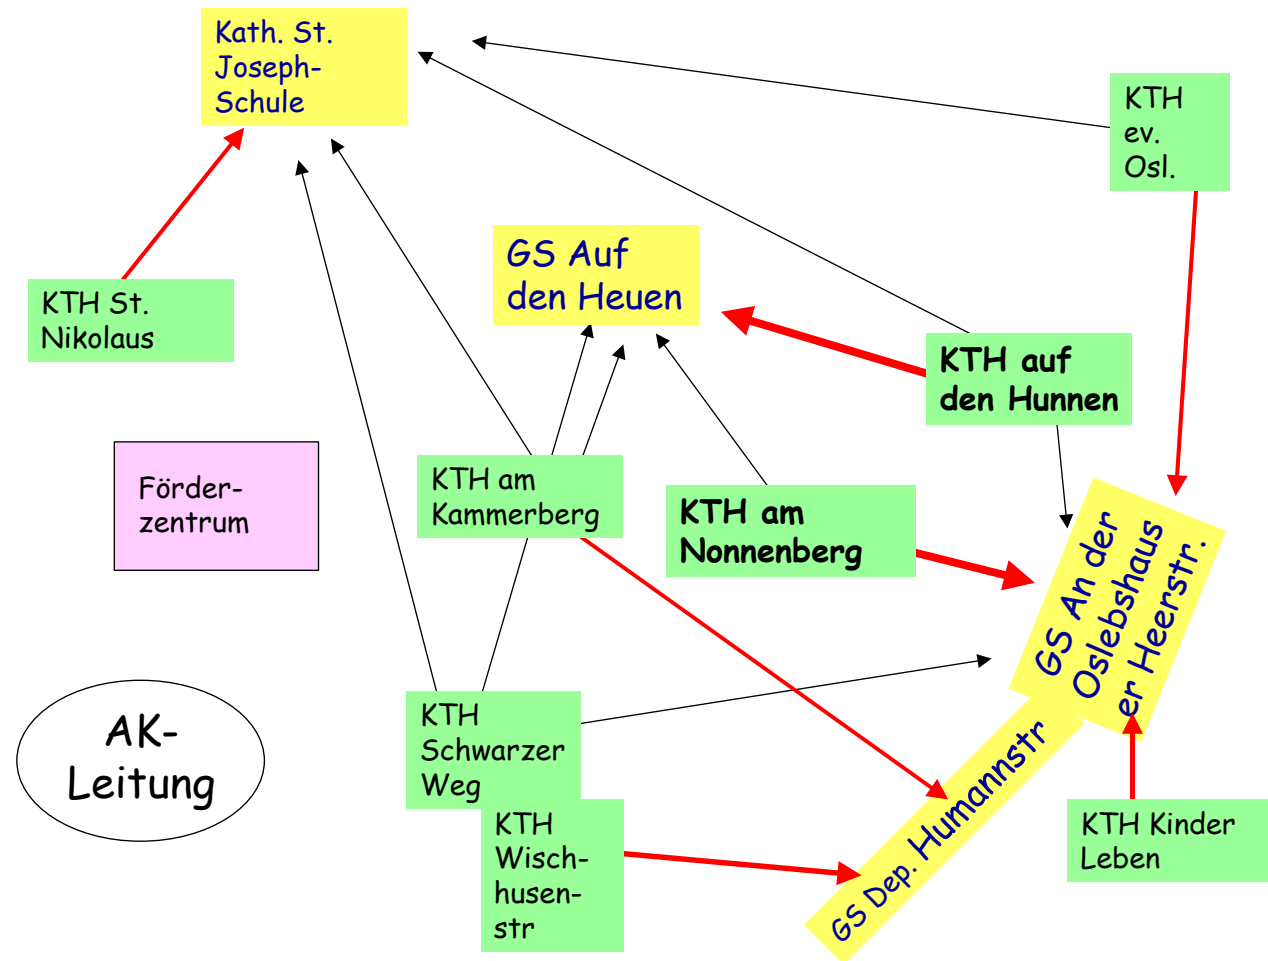 Kath. St.
Joseph-
Schule
KTH
ev.
Osl.
GS Auf
den Heuen
KTH St.
Nikolaus
KTH auf
den Hunnen
Förder-
zentrum
KTH am
Kammerberg
KTH am
Nonnenberg
GS An der
Oslebshaus
er Heerstr.
AK-
Leitung
KTH
Schwarzer
Weg
GS Dep. Humannstr
KTH
Wisch-
husen-
str
KTH Kinder
Leben